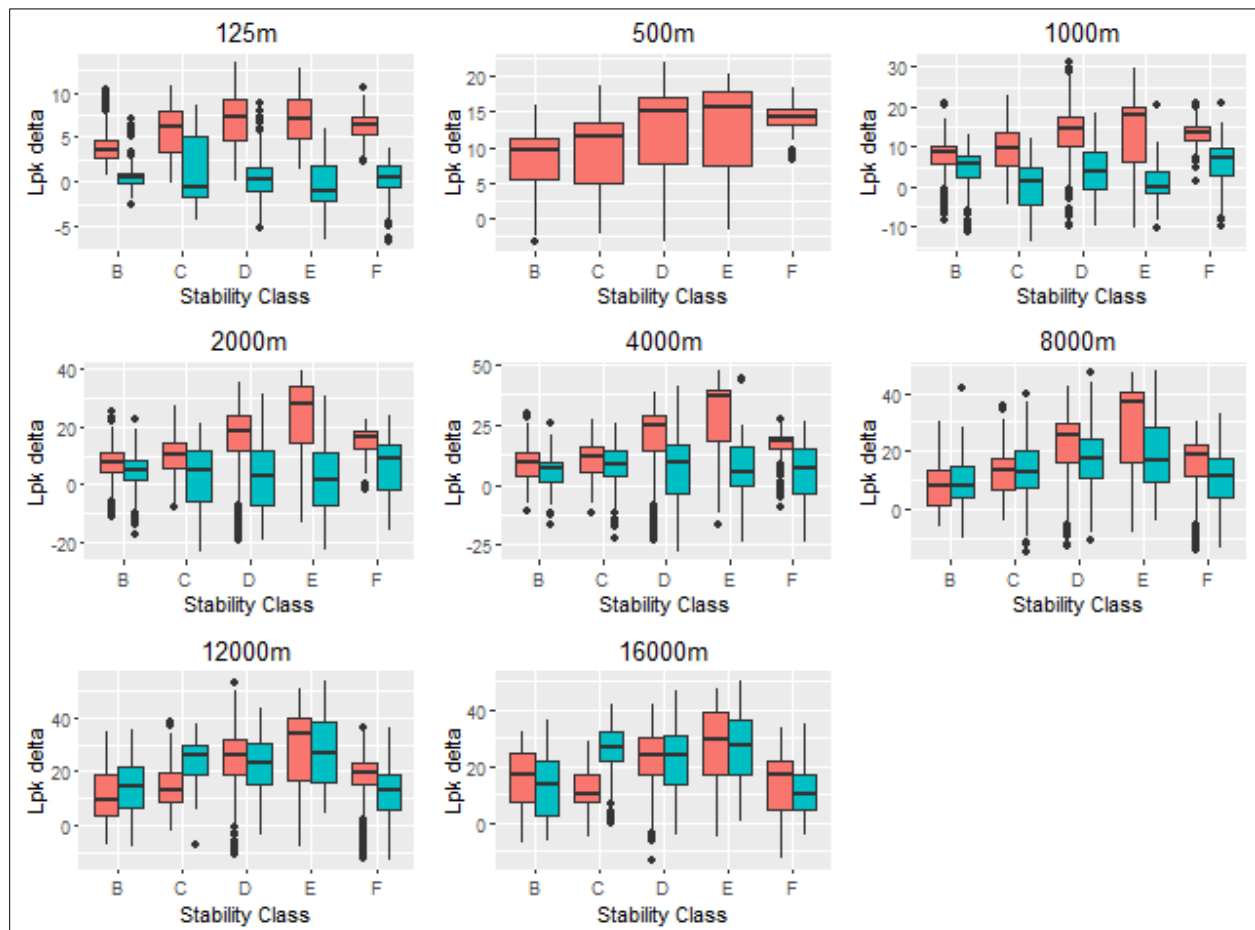 125m
500m
1000m
Lpk delta
10
5
0
-5
B C D E F
Stability Class
Lpk delta
20
15
10
5
0
B C D E F
Stability Class
Lpk delta
30
20
10
0
-10
B C D E F
Stability Class
2000m
4000m
8000m
Lpk delta
40
20
0
-20
B C D E F
Stability Class
Lpk delta
50
25
0
-25
B C D E F
Stability Class
Lpk delta
40
20
0
B C D E F
Stability Class
12000m
16000m
Lpk delta
40
20
0
B C D E F
Stability Class
Lpk delta
40
20
0
B C D E F
Stability Class